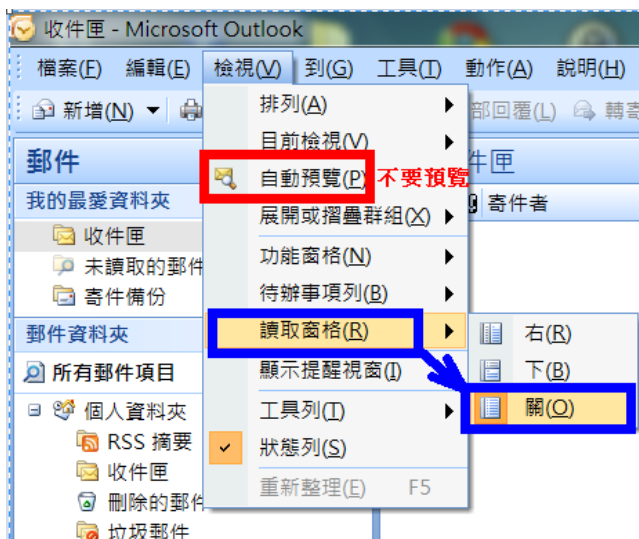 收件匣 - Microsoft Outlook
檔案(F) 編輯(E) 檢視(V) 到(G) 工具(T) 動作(A) 說明(H)
新增(N) 部回覆(L) 轉寄
排列(A)
目前檢視(V)
郵件 件匣
自動預覽(P) 不要預覽
我的最愛資料夾 寄件者
展開或摺疊群組(X)
收件匣
功能窗格(N)
未讀取的郵件
待辦事項列(B)
寄件備份
郵件資料夾 讀取窗格(R) 右(R)
所有郵件項目 顯示提醒視窗(I) 下(B)
個人資料夾 工具列(T) 關(O)
RSS 摘要 狀態列(S)
收件匣
重新整理(E) F5
刪除的郵件
垃圾郵件